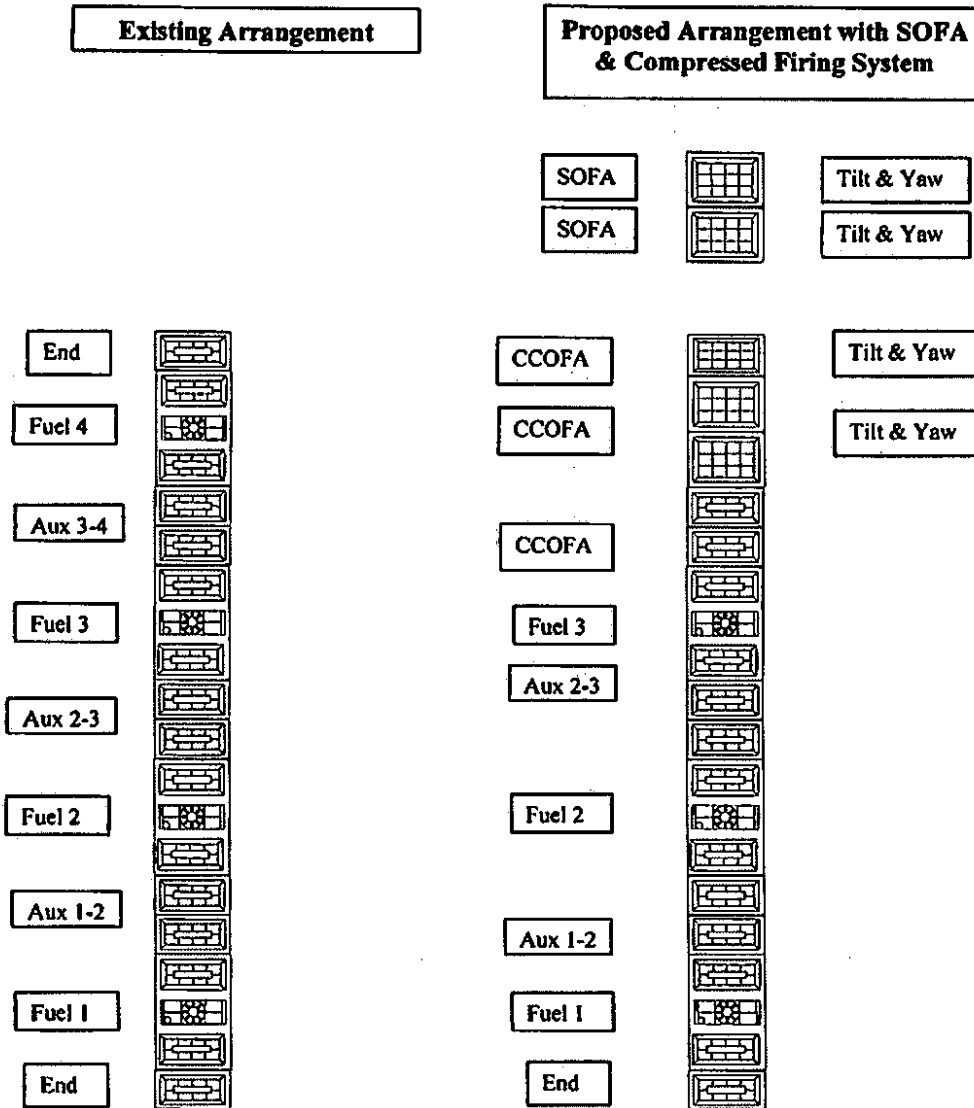 Existing Arrangement
Proposed Arrangement with SOFA
& Compressed Firing System
SOFA
Tilt & Yaw
SOFA
Tilt & Yaw
End
CCOFA
Tilt & Yaw
Fuel 4
CCOFA
Tilt & Yaw
Aux 3-4
CCOFA
Fuel 3
Fuel 3
Aux 2-3
Aux 2-3
Fuel 2
Fuel 2
Aux 1-2
Aux 1-2
Fuel 1
Fuel 1
End
End